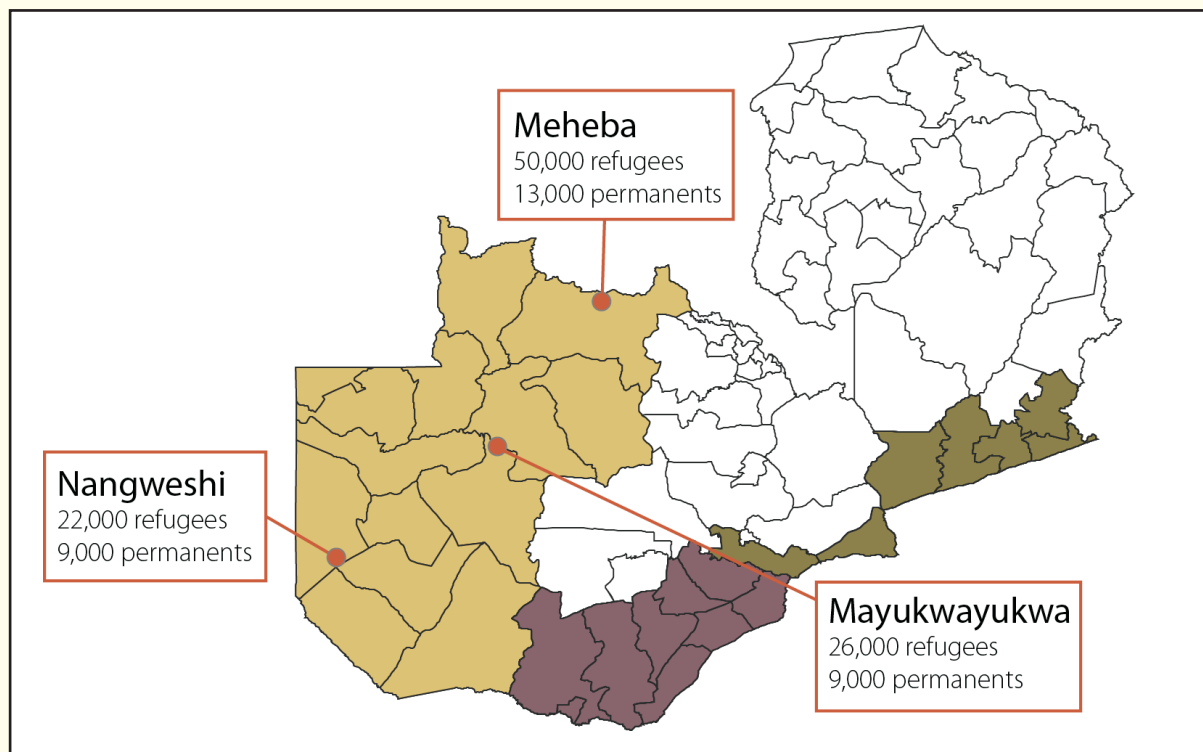 Meheba
50,000 refugees
13,000 permanents
Nangweshi
22,000 refugees
9,000 permanents
Mayukwayukwa
26,000 refugees
9,000 permanents